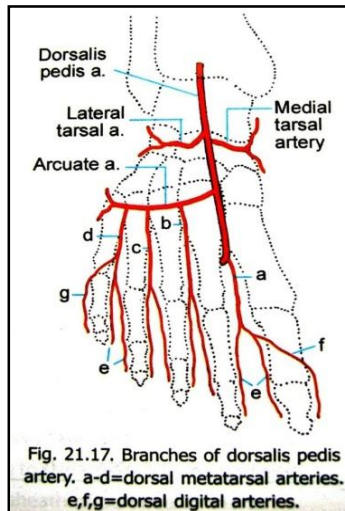 Dorsalis
pedis a.
Lateral
tarsal a.
Medial
tarsal
artery
Arcuate a.
b
d
c
a
g
f
e
e
Fig. 21.17. Branches of dorsalis pedis
artery. a-d=dorsal metatarsal arteries.
e,f,g=dorsal digital arteries.